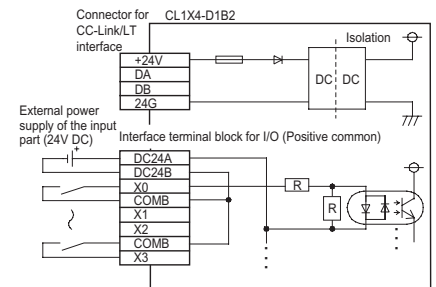 Connector for CL1X4-D1B2
CC-Link/LT
interface
Isolation
+24V
DA
DB
24G
DC DC
External power
supply of the input
part (24V DC)
Interface terminal block for I/O (Positive common)
+
DC24A
DC24B
X0
COMB
X1
X2
COMB
X3
R
R